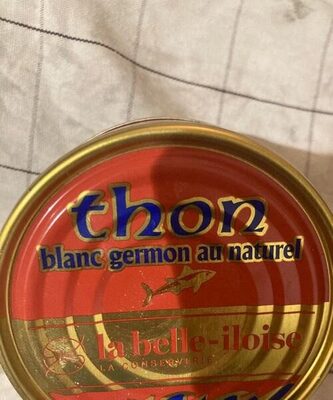 thon
blanc germon au naturel
la belle-iloise
LA CONSERVERIE